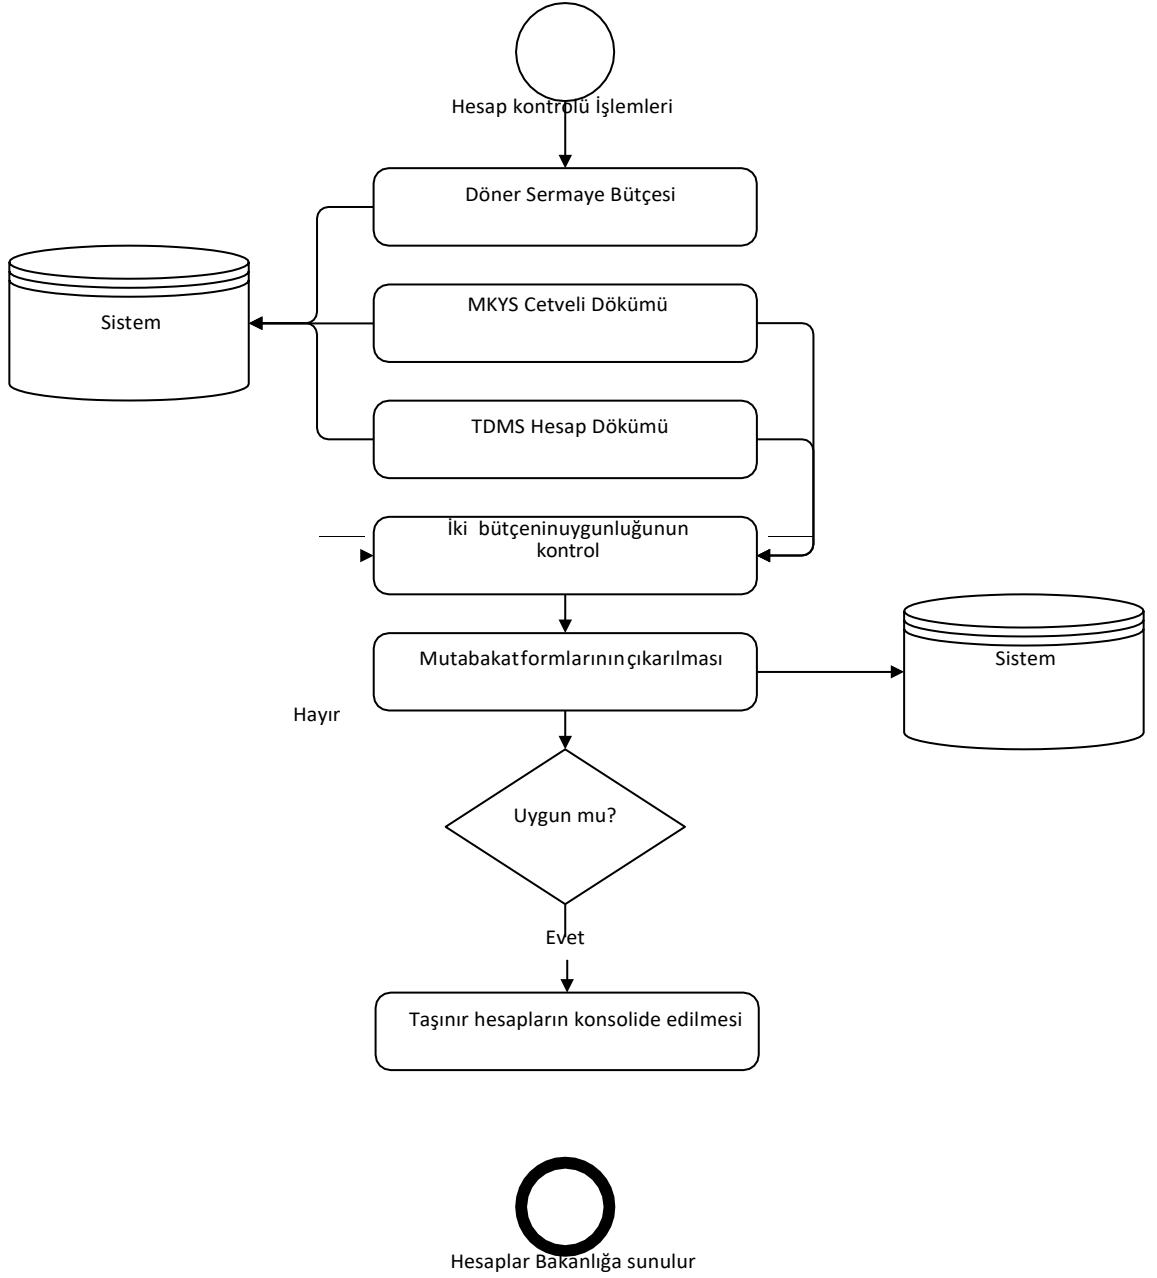 Hesap kontrolü İşlemleri
Döner Sermaye Bütçesi
MKYS Cetveli Dökümü
Sistem
TDMS Hesap Dökümü
İki bütçeninuygunluğunun
kontrol
Mutabakatformlarınınçıkarılması
Sistem
Hayır
Uygun mu?
Evet
Taşınır hesapların konsolide edilmesi
Hesaplar Bakanlığa sunulur